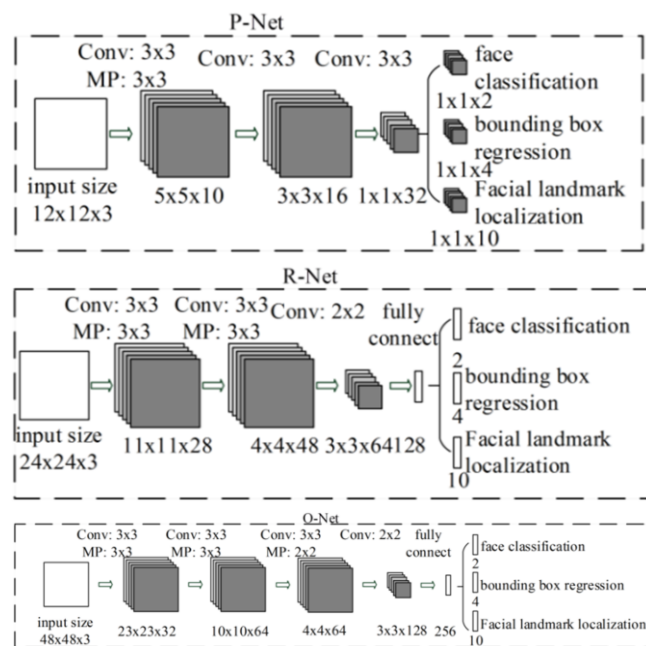 P-Net
Conv: 3x3
MP: 3x3
Conv: 3x3
Conv: 3x3
input size
12x12x3
5x5x10
3x3x16
1x1x32
face
classification
1x1x2
bounding box
regression
1x1x4
Facial landmark
localization
1x1x10
R-Net
Conv: 3x3
MP: 3x3
Conv: 3x3
MP: 3x3
Conv: 2x2
fully
connect
input size
24x24x3
11x11x28
4x4x48
3x3x64
128
face classification
2
bounding box
regression
4
Facial landmark
localization
10
O-Net
Conv: 3x3
MP: 3x3
Conv: 3x3
MP: 3x3
Conv: 3x3
MP: 2x2
Conv: 2x2
fully
connect
input size
48x48x3
23x23x32
10x10x64
4x4x64
3x3x128
256
face classification
2
bounding box regression
4
Facial landmark localization
10